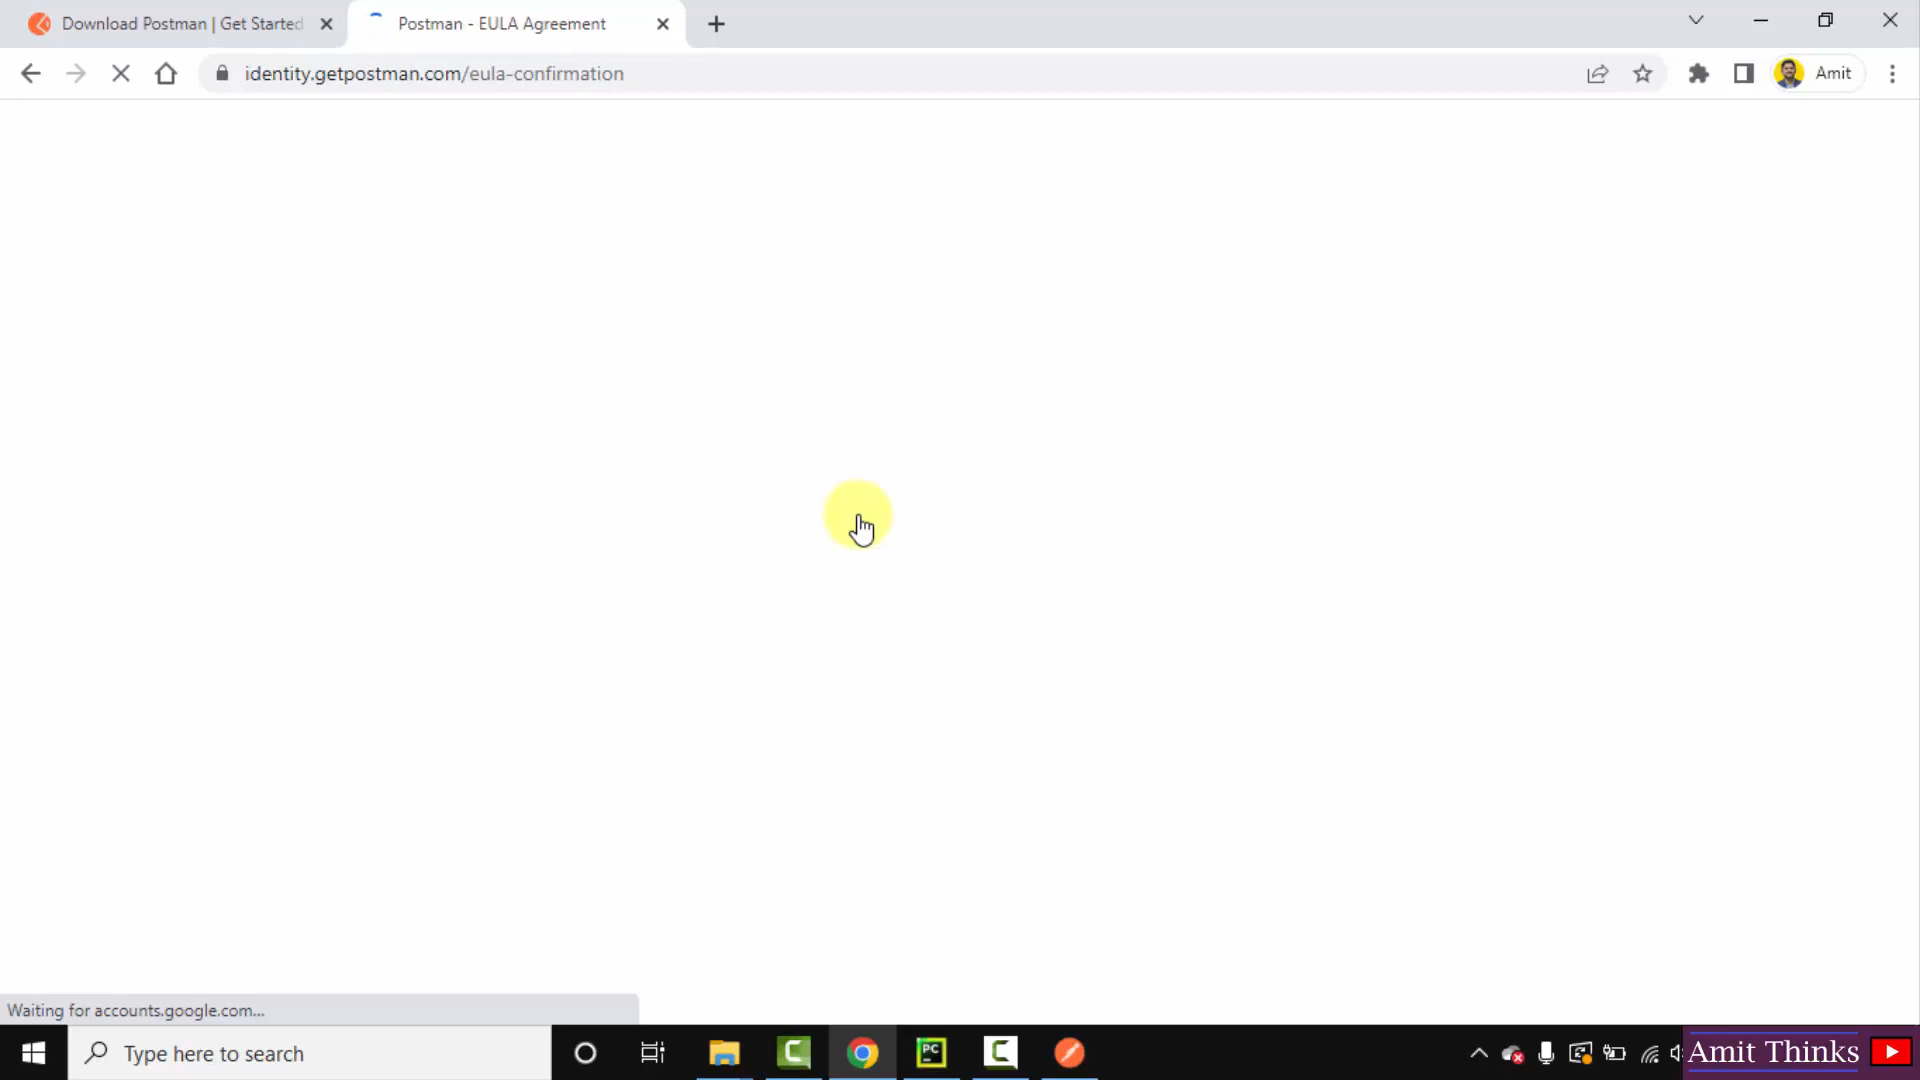 Download Postman | Get Started
Postman - EULA Agreement
identity.getpostman.com/eula-confirmation
Amit
Waiting for accounts.google.com...
Type here to search
PC
Amit Thinks